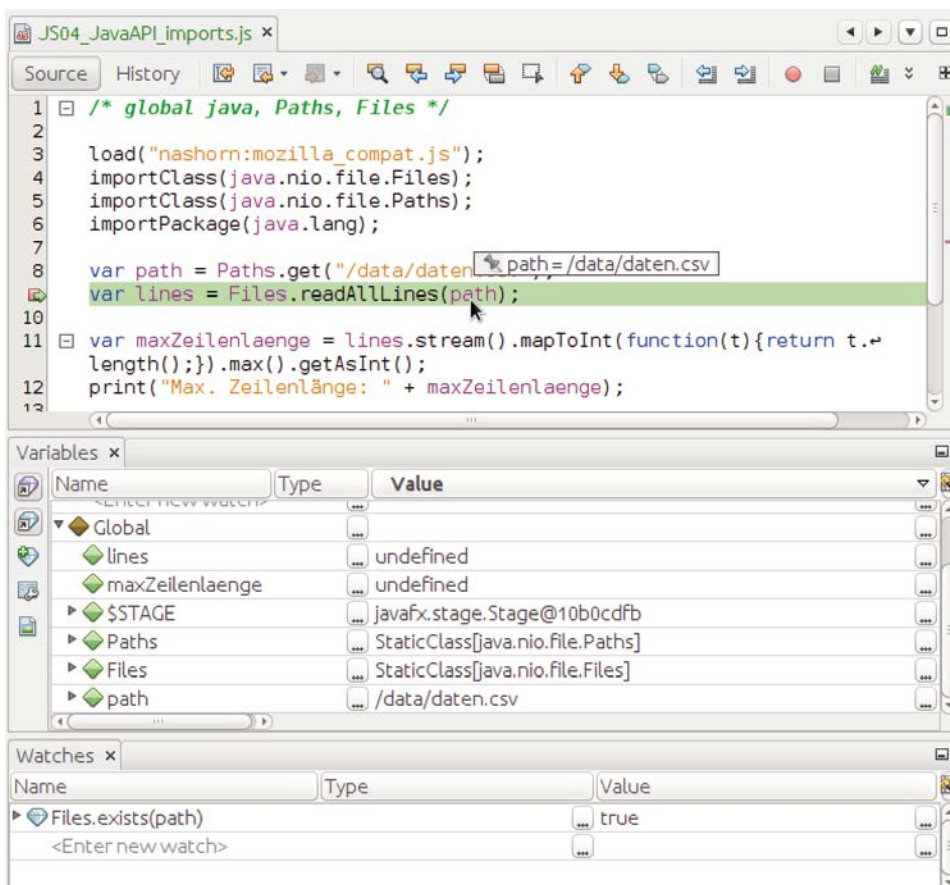 JS04_JavaAPI_imports.js ×
Source History
1 /* global java, Paths, Files */
2
3 load("nashorn:mozilla_compat.js");
4 importClass(java.nio.file.Files);
5 importClass(java.nio.file.Paths);
6 importPackage(java.lang);
7
8 var path = Paths.get("/data/daten
path=/data/daten.csv
var lines = Files.readAllLines(path);
10
11 var maxZeilenlaenge = lines.stream().mapToInt(function(t){return t.↩
length();}).max().getAsInt();
12 print("Max. Zeilenlänge: " + maxZeilenlaenge);
13
Variables ×
Name Type Value
<Enter new watch>
Global
lines undefined
maxZeilenlaenge undefined
$STAGE javafx.stage.Stage@10b0cdfb
Paths StaticClass[java.nio.file.Paths]
Files StaticClass[java.nio.file.Files]
path /data/daten.csv
Watches ×
Name Type Value
Files.exists(path) true
<Enter new watch>